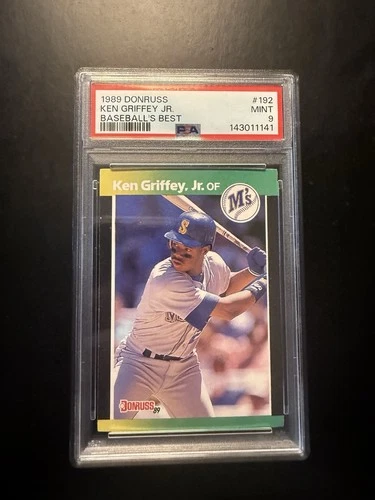 1989 DONRUSS #192
KEN GRIFFEY JR. MINT
BASEBALL'S BEST 9
PSA 143011141
Ken Griffey, Jr. OF
M's
S
DONRUSS
'89